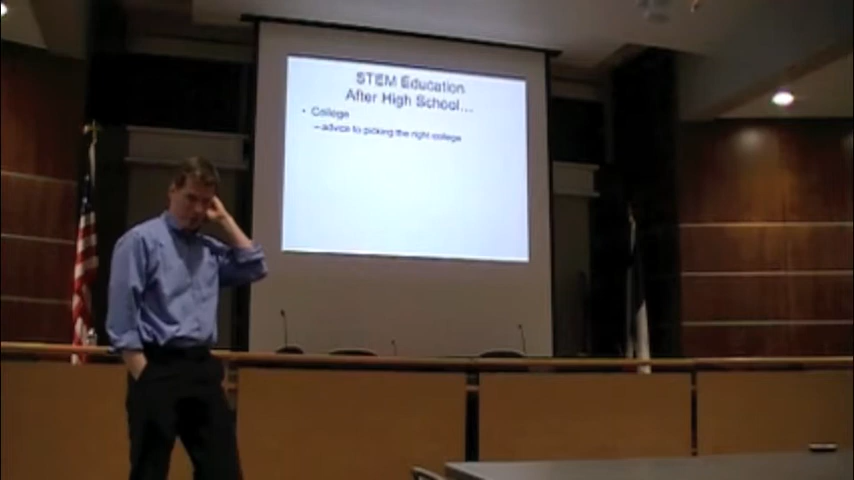 STEM Education
After High School...
• College
– advice to picking the right college